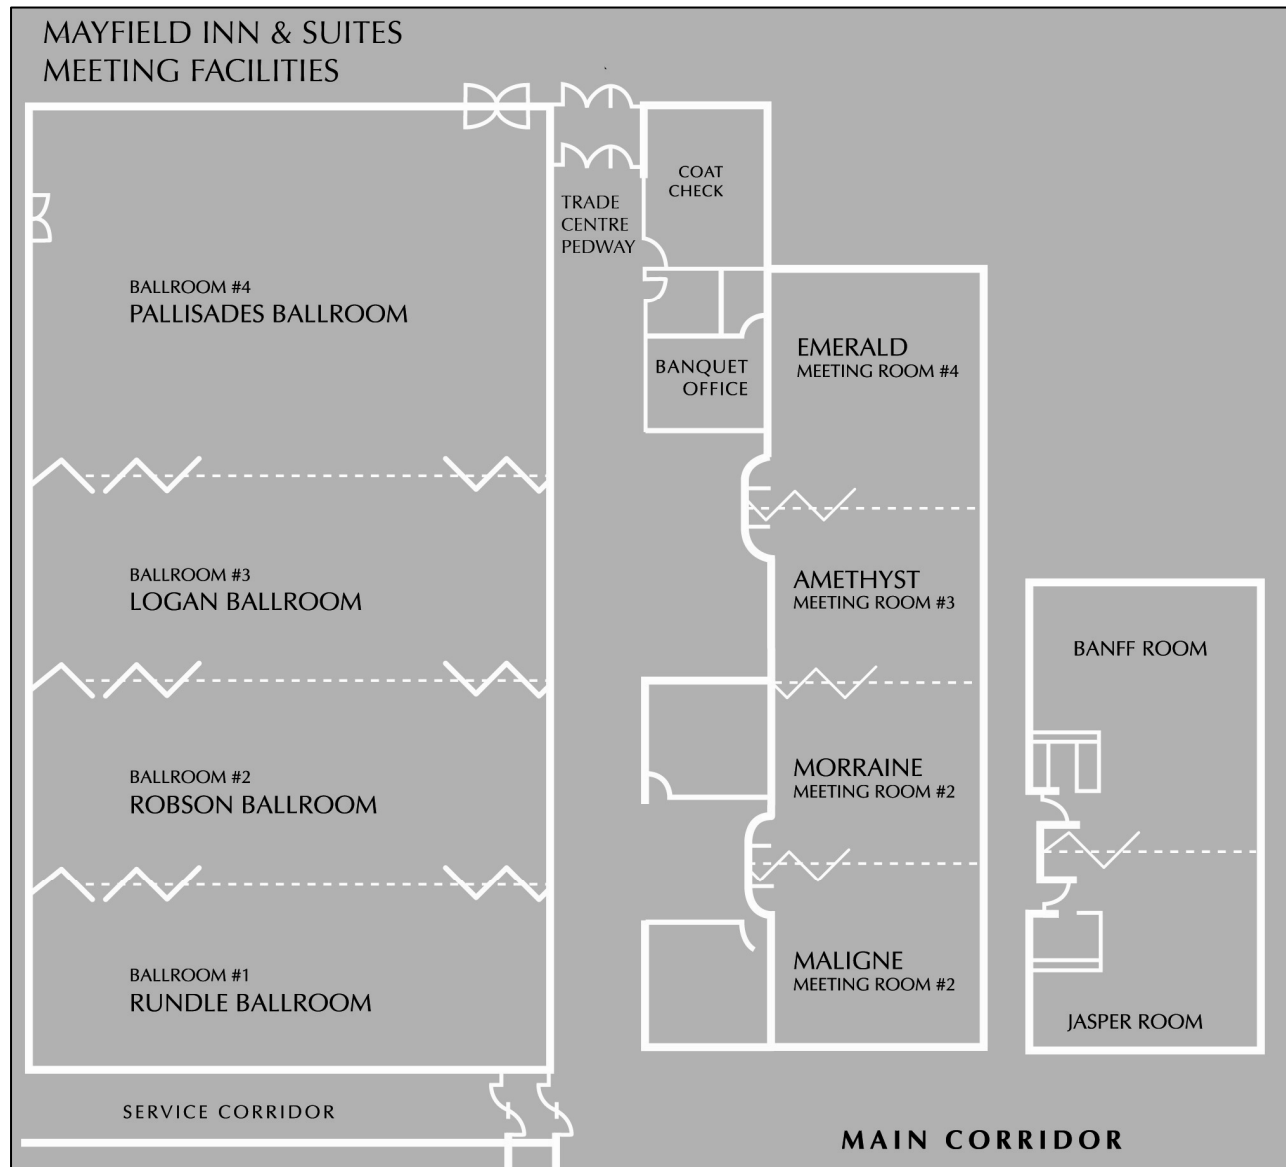 MAYFIELD INN & SUITES
MEETING FACILITIES
COAT
CHECK
TRADE
CENTRE
PEDWAY
BALLROOM #4
PALLISADES BALLROOM
BANQUET
OFFICE
EMERALD
MEETING ROOM #4
BALLROOM #3
LOGAN BALLROOM
AMETHYST
MEETING ROOM #3
BANFF ROOM
BALLROOM #2
ROBSON BALLROOM
MORRAINE
MEETING ROOM #2
BALLROOM #1
RUNDLE BALLROOM
MALIGNE
MEETING ROOM #2
JASPER ROOM
SERVICE CORRIDOR
MAIN CORRIDOR